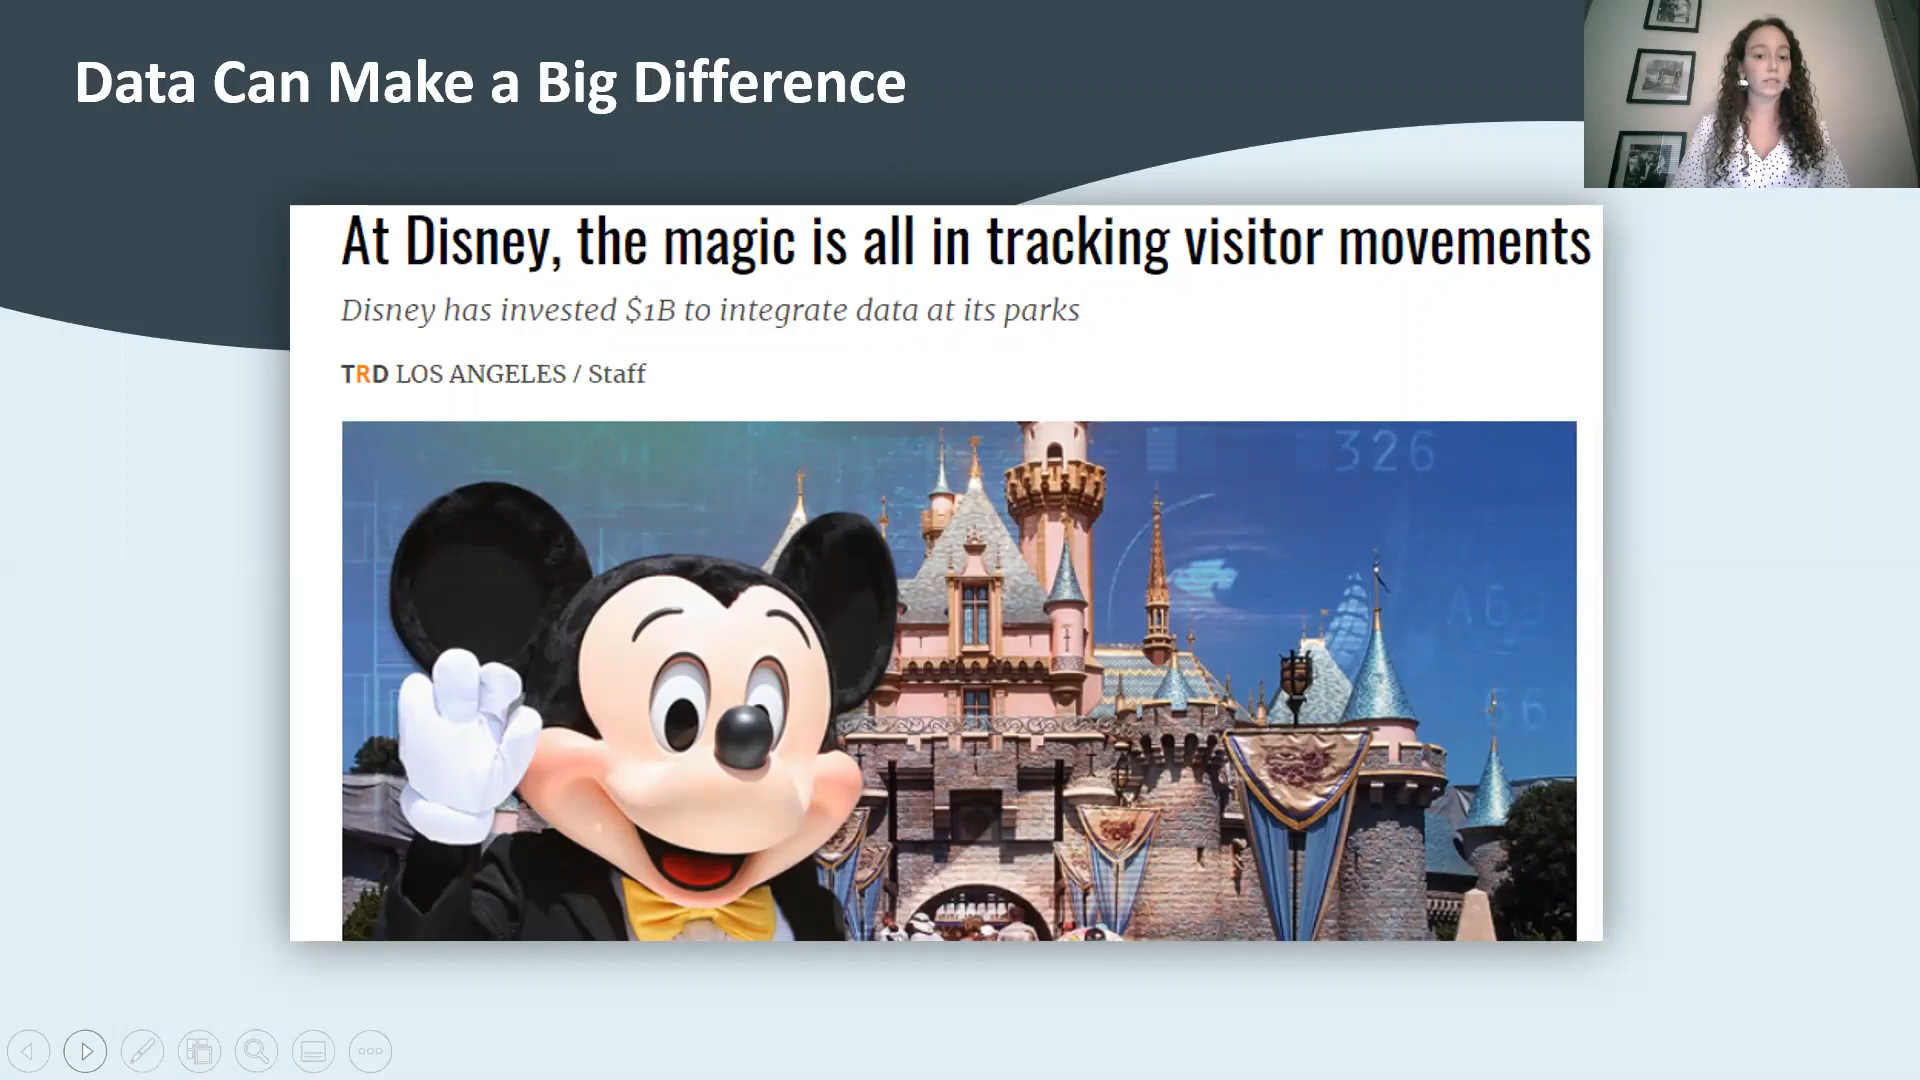 Data Can Make a Big Difference
At Disney, the magic is all in tracking visitor movements
Disney has invested $1B to integrate data at its parks
TRD LOS ANGELES / Staff
326